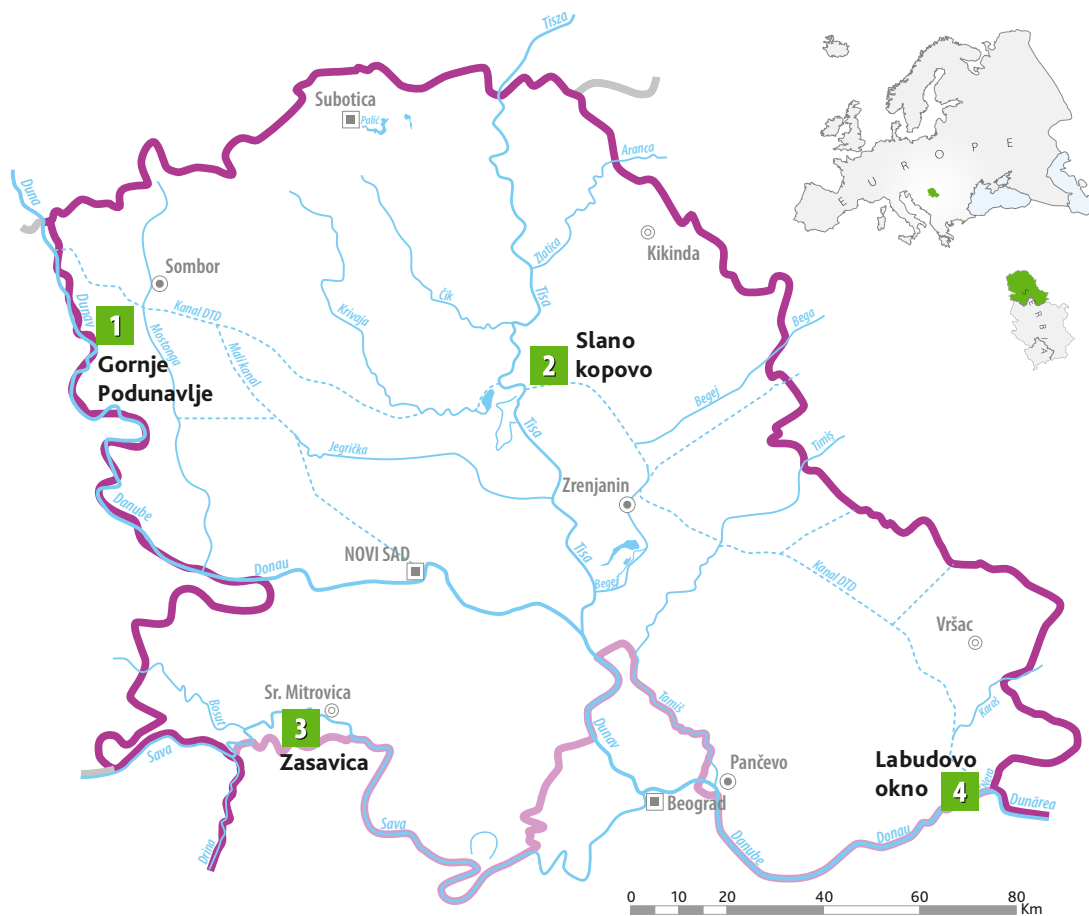 Tisza
Subotica
Palić
Aranca
Duna
EUROPE
Zlatica
Kikinda
Sombor
Čik
Tisa
SERBIA
Dunav
1
Kanal DTD
Krivaja
Mostonga
Mali kanal
Bega
Gornje
Podunavlje
2
Slano
kopovo
Begej
Tisa
Jegrička
Timiş
Zrenjanin
Danube
NOVI SAD
Donau
Tisa
Begej
Kanal DTD
Vršac
Sr. Mitrovica
Bosut
3
Zasavica
Sava
Tamiš
Dunav
Karaš
Pančevo
Beograd
Labudovo
okno
4
Nera
Dunărea
Drina
Sava
Danube
Donau
0 10 20 40 60 80
Km